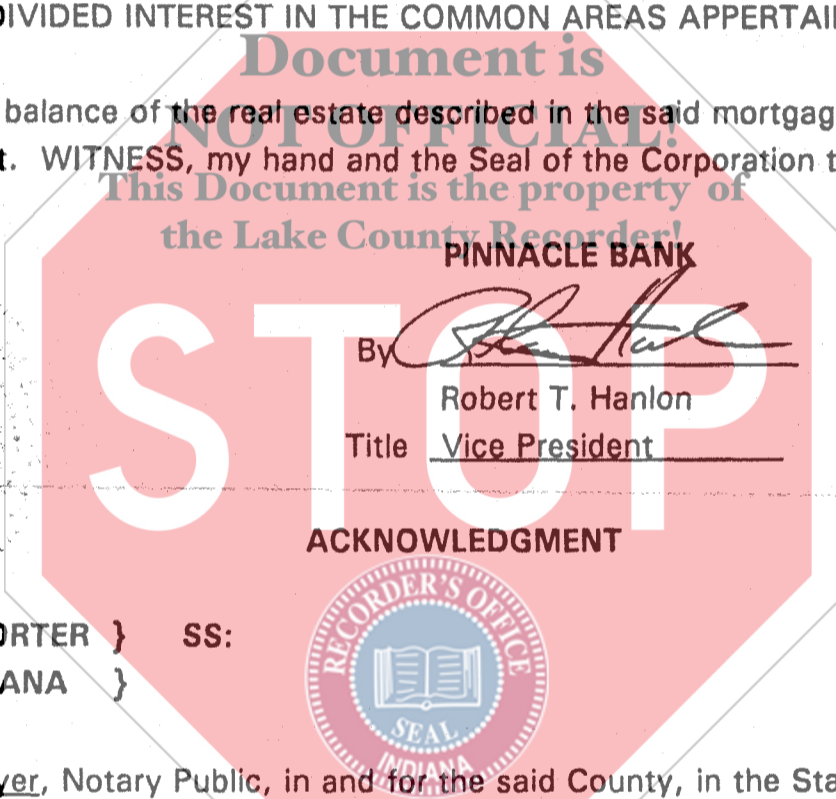 DIVIDED INTEREST IN THE COMMON AREAS APPERTAI
Document is
balance of the real estate described in the said mortgag
NOT OFFICIAL!
t. WITNESS, my hand and the Seal of the Corporation t
This Document is the property of
the Lake County Recorder!
PINNACLE BANK
By
Robert T. Hanlon
Title Vice President
STOP
ACKNOWLEDGMENT
ORTER } SS:
ANA }
RECORDER'S OFFICE
SEAL
INDIANA
yer, Notary Public, in and for the said County, in the Sta